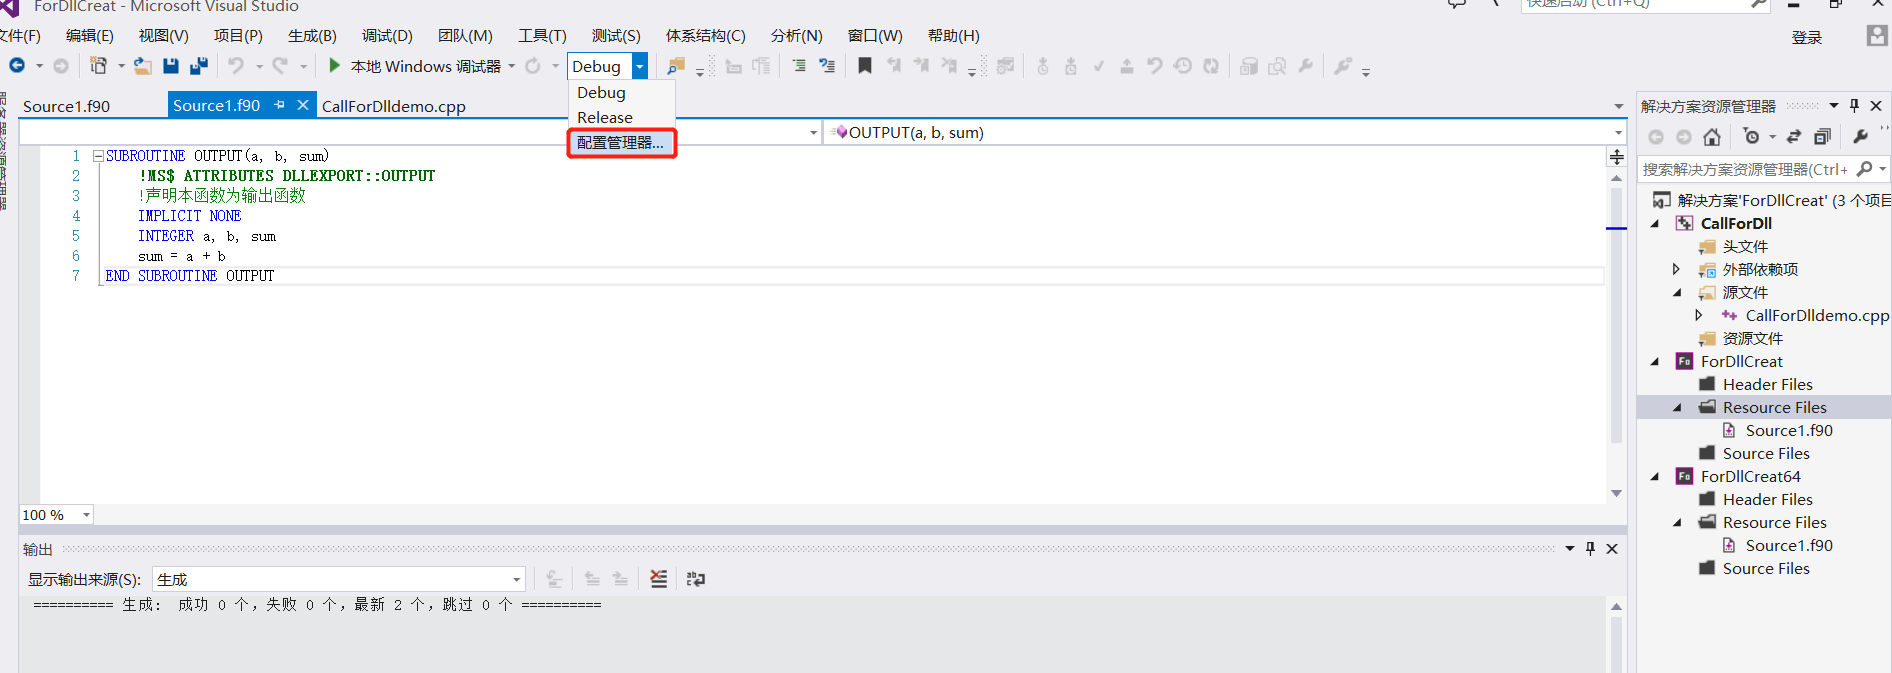 ForDllCreat - Microsoft Visual Studio
快速启动 (Ctrl+Q)
文件(F) 编辑(E) 视图(V) 项目(P) 生成(B) 调试(D) 团队(M) 工具(T) 测试(S) 体系结构(C) 分析(N) 窗口(W) 帮助(H)
登录
本地 Windows 调试器
Debug
Debug
Release
配置管理器...
Source1.f90
Source1.f90
CallForDlldemo.cpp
OUTPUT(a, b, sum)
1 SUBROUTINE OUTPUT(a, b, sum)
2 !MS$ ATTRIBUTES DLLEXPORT::OUTPUT
3 !声明本函数为输出函数
4 IMPLICIT NONE
5 INTEGER a, b, sum
6 sum = a + b
7 END SUBROUTINE OUTPUT
100 %
输出
显示输出来源(S): 生成
========== 生成: 成功 0 个，失败 0 个，最新 2 个，跳过 0 个 ==========
解决方案资源管理器
搜索解决方案资源管理器(Ctrl+
解决方案'ForDllCreat' (3 个项目
CallForDll
头文件
外部依赖项
源文件
CallForDlldemo.cpp
资源文件
ForDllCreat
Header Files
Resource Files
Source1.f90
Source Files
ForDllCreat64
Header Files
Resource Files
Source1.f90
Source Files